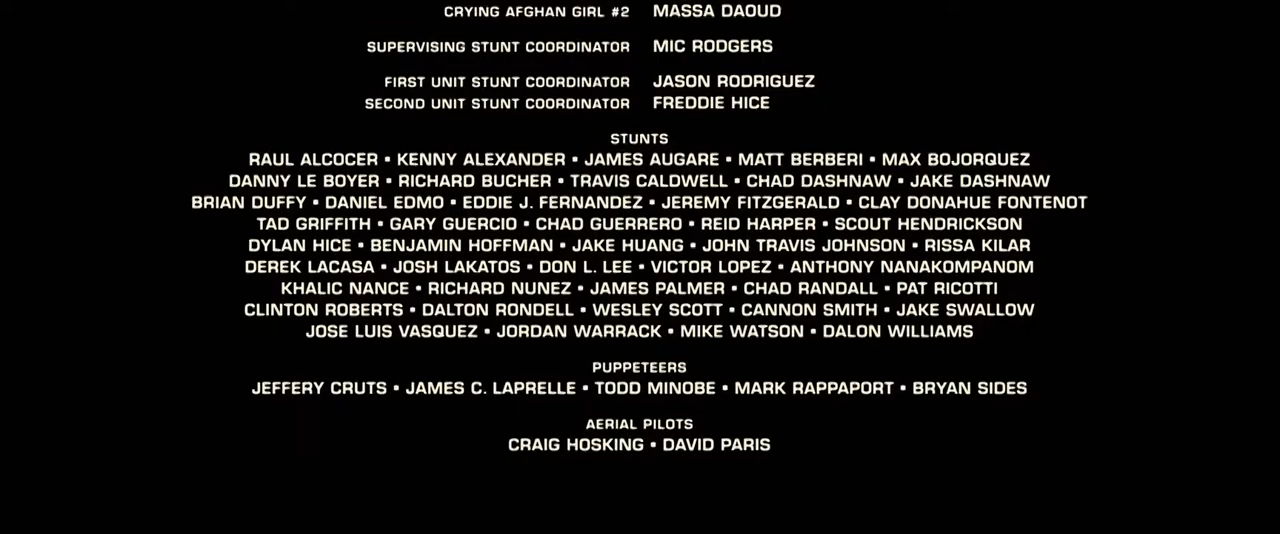 CRYING AFGHAN GIRL #2 MASSA DAOUD
SUPERVISING STUNT COORDINATOR MIC RODGERS
FIRST UNIT STUNT COORDINATOR JASON RODRIGUEZ
SECOND UNIT STUNT COORDINATOR FREDDIE HICE
STUNTS
RAUL ALCOCER ▪ KENNY ALEXANDER ▪ JAMES AUGARE ▪ MATT BERBERI ▪ MAX BOJORQUEZ
DANNY LE BOYER ▪ RICHARD BUCHER ▪ TRAVIS CALDWELL ▪ CHAD DASHNAW ▪ JAKE DASHNAW
BRIAN DUFFY ▪ DANIEL EDMO ▪ EDDIE J. FERNANDEZ ▪ JEREMY FITZGERALD ▪ CLAY DONAHUE FONTENOT
TAD GRIFFITH ▪ GARY GUERCIO ▪ CHAD GUERRERO ▪ REID HARPER ▪ SCOUT HENDRICKSON
DYLAN HICE ▪ BENJAMIN HOFFMAN ▪ JAKE HUANG ▪ JOHN TRAVIS JOHNSON ▪ RISSA KILAR
DEREK LACASA ▪ JOSH LAKATOS ▪ DON L. LEE ▪ VICTOR LOPEZ ▪ ANTHONY NANAKOMPANOM
KHALIC NANCE ▪ RICHARD NUNEZ ▪ JAMES PALMER ▪ CHAD RANDALL ▪ PAT RICOTTI
CLINTON ROBERTS ▪ DALTON RONDELL ▪ WESLEY SCOTT ▪ CANNON SMITH ▪ JAKE SWALLOW
JOSE LUIS VASQUEZ ▪ JORDAN WARRACK ▪ MIKE WATSON ▪ DALON WILLIAMS
PUPPETEERS
JEFFERY CRUTS ▪ JAMES C. LAPRELLE ▪ TODD MINOBE ▪ MARK RAPPAPORT ▪ BRYAN SIDES
AERIAL PILOTS
CRAIG HOSKING ▪ DAVID PARIS